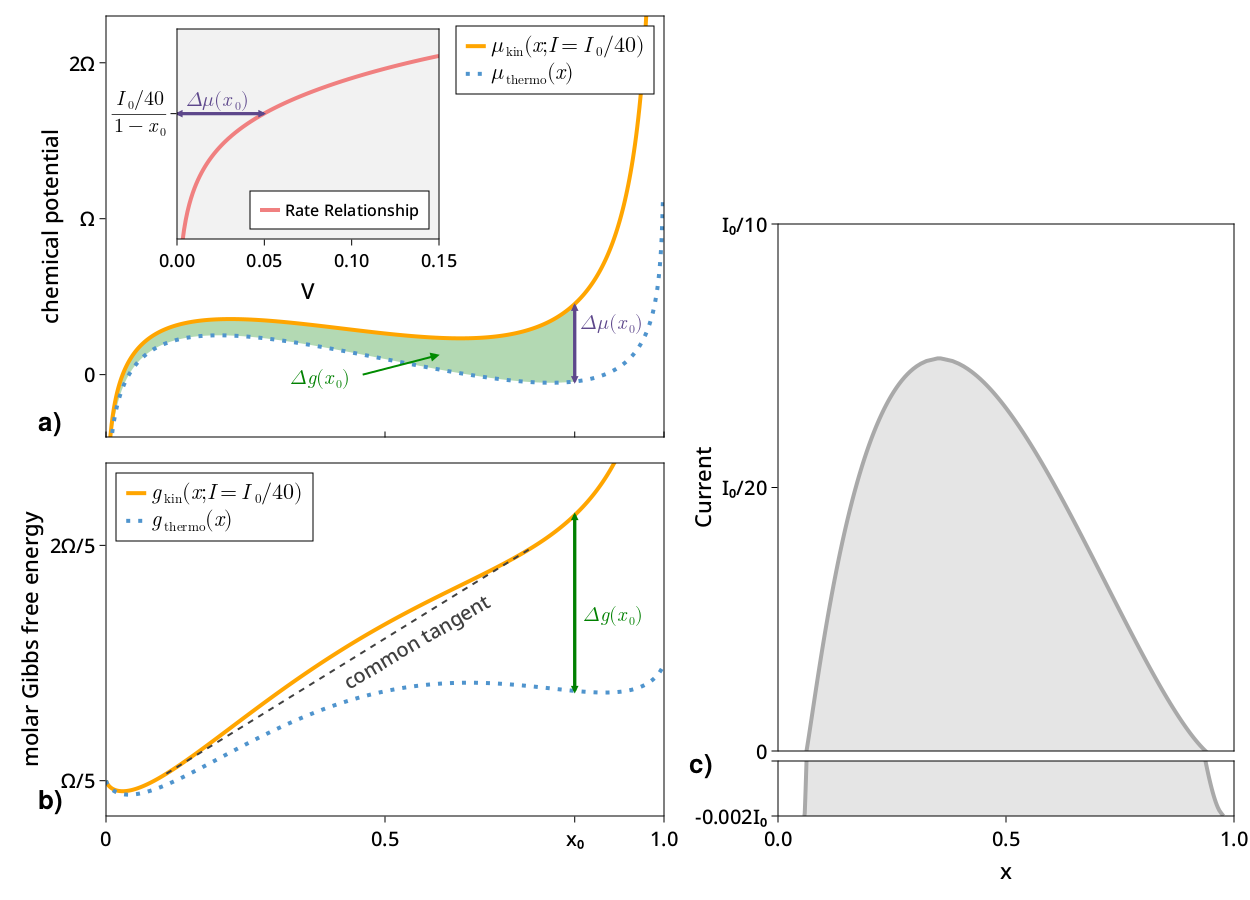 2Ω
Ω
0
chemical potential
a)
μ_kin(x; I = I₀/40)
μ_thermo(x)
I₀/40
1 − x₀
Δμ(x₀)
Rate Relationship
0.00 0.05 0.10 0.15
V
Δμ(x₀)
Δg(x₀)
2Ω/5
Ω/5
molar Gibbs free energy
b)
g_kin(x; I = I₀/40)
g_thermo(x)
common tangent
Δg(x₀)
0 0.5 x₀ 1.0
I₀/10
I₀/20
0
-0.002I₀
Current
c)
0.0 0.5 1.0
x